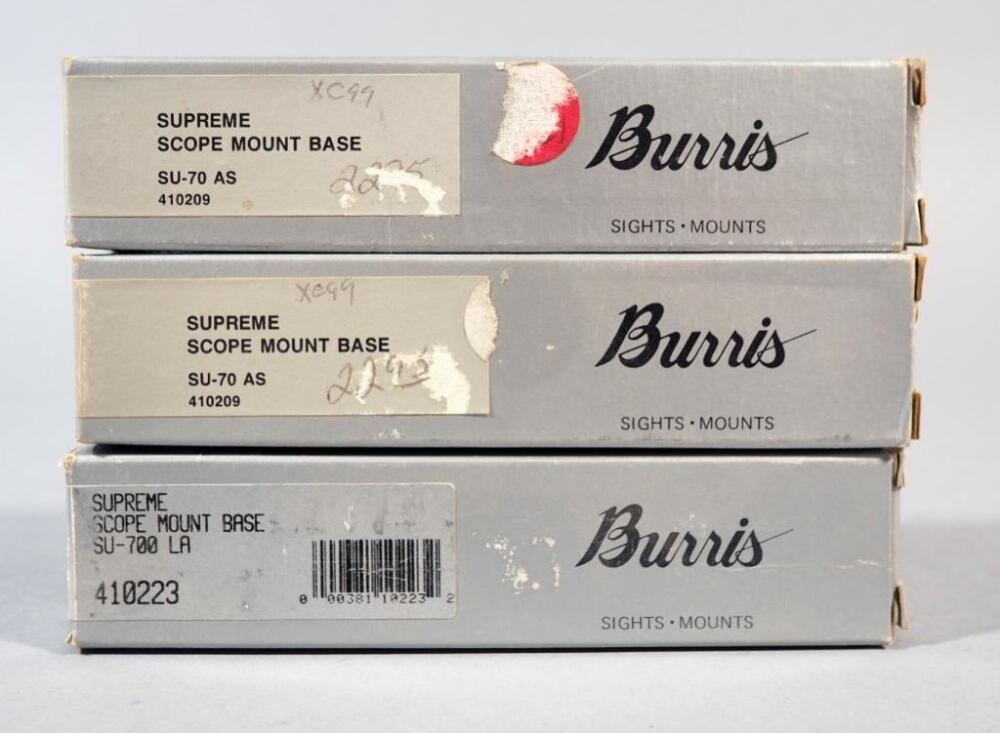 XC99
SUPREME
SCOPE MOUNT BASE
SU-70 AS
410209
2295
Burris
SIGHTS • MOUNTS
XC99
SUPREME
SCOPE MOUNT BASE
SU-70 AS
410209
2295
Burris
SIGHTS • MOUNTS
SUPREME
SCOPE MOUNT BASE
SU-700 LA
410223
0 00381 10223 2
Burris
SIGHTS • MOUNTS